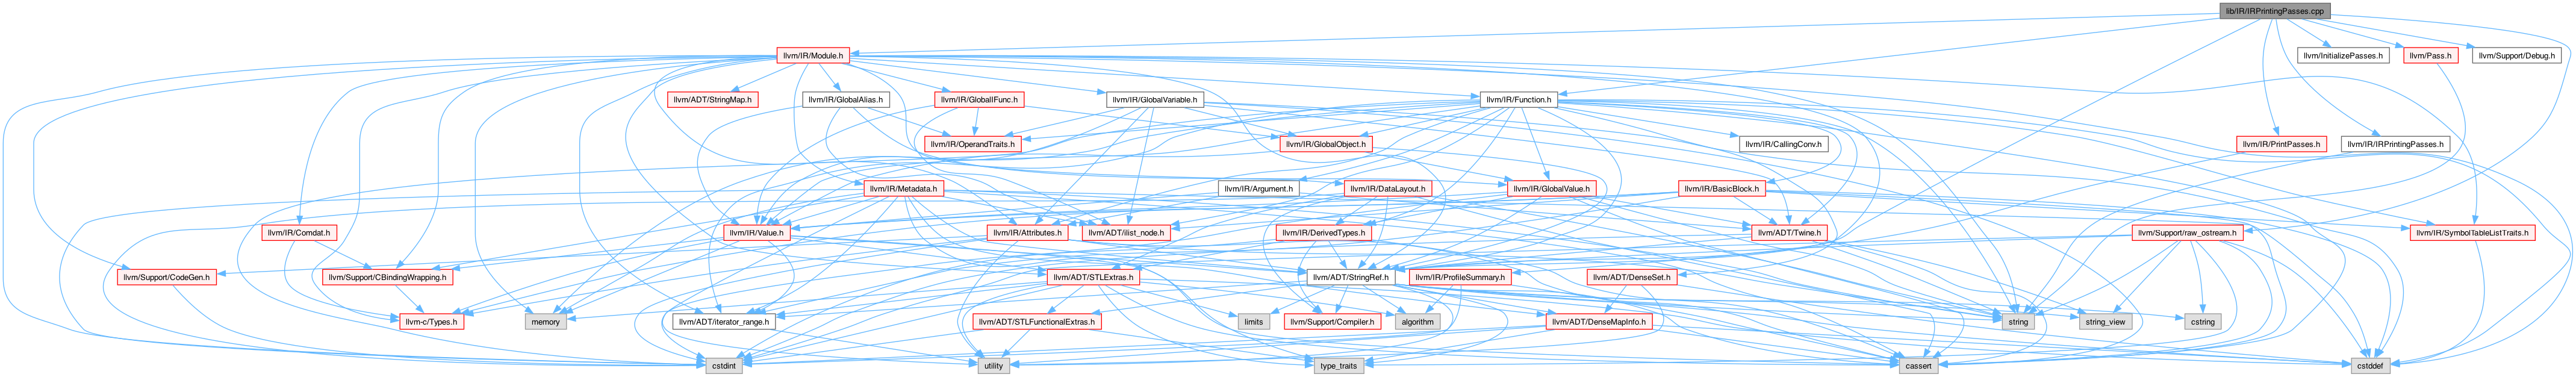 lib/IR/IRPrintingPasses.cpp
llvm/IR/Module.h
llvm/InitializePasses.h
llvm/Pass.h
llvm/Support/Debug.h
llvm/ADT/StringMap.h
llvm/IR/GlobalAlias.h
llvm/IR/GlobalIFunc.h
llvm/IR/GlobalVariable.h
llvm/IR/Function.h
llvm/IR/OperandTraits.h
llvm/IR/GlobalObject.h
llvm/IR/CallingConv.h
llvm/IR/PrintPasses.h
llvm/IR/IRPrintingPasses.h
llvm/IR/Metadata.h
llvm/IR/Argument.h
llvm/IR/DataLayout.h
llvm/IR/GlobalValue.h
llvm/IR/BasicBlock.h
llvm/IR/Comdat.h
llvm/IR/Value.h
llvm/ADT/ilist_node.h
llvm/IR/Attributes.h
llvm/IR/DerivedTypes.h
llvm/ADT/Twine.h
llvm/Support/raw_ostream.h
llvm/IR/SymbolTableListTraits.h
llvm/Support/CodeGen.h
llvm/Support/CBindingWrapping.h
llvm/ADT/STLExtras.h
llvm/ADT/StringRef.h
llvm/IR/ProfileSummary.h
llvm/ADT/DenseSet.h
llvm-c/Types.h
memory
llvm/ADT/iterator_range.h
llvm/ADT/STLFunctionalExtras.h
limits
llvm/Support/Compiler.h
algorithm
llvm/ADT/DenseMapInfo.h
string
string_view
cstring
cstdint
utility
type_traits
cassert
cstddef